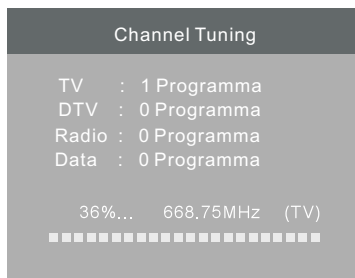 Channel Tuning
TV : 1 Programma
DTV : 0 Programma
Radio : 0 Programma
Data : 0 Programma
36%... 668.75MHz (TV)